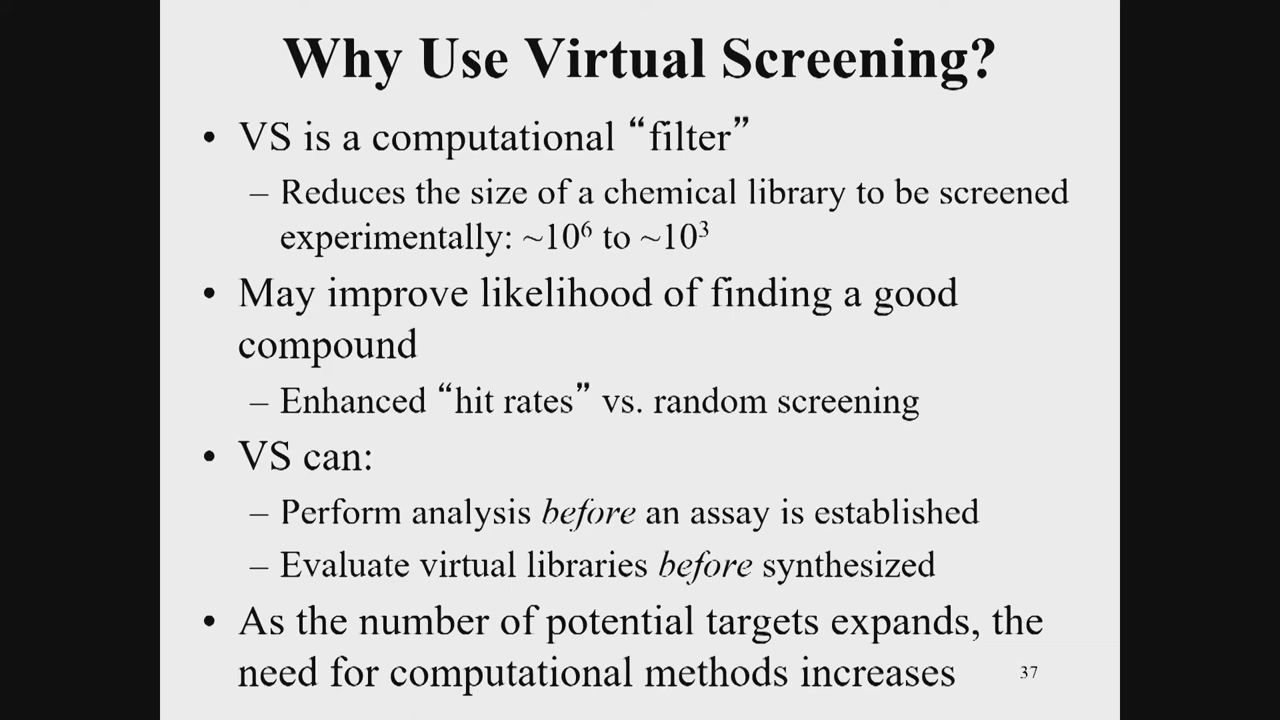 Why Use Virtual Screening?
• VS is a computational “filter”
– Reduces the size of a chemical library to be screened
experimentally: ~10⁶ to ~10³
• May improve likelihood of finding a good
compound
– Enhanced “hit rates” vs. random screening
• VS can:
– Perform analysis before an assay is established
– Evaluate virtual libraries before synthesized
• As the number of potential targets expands, the
need for computational methods increases
37